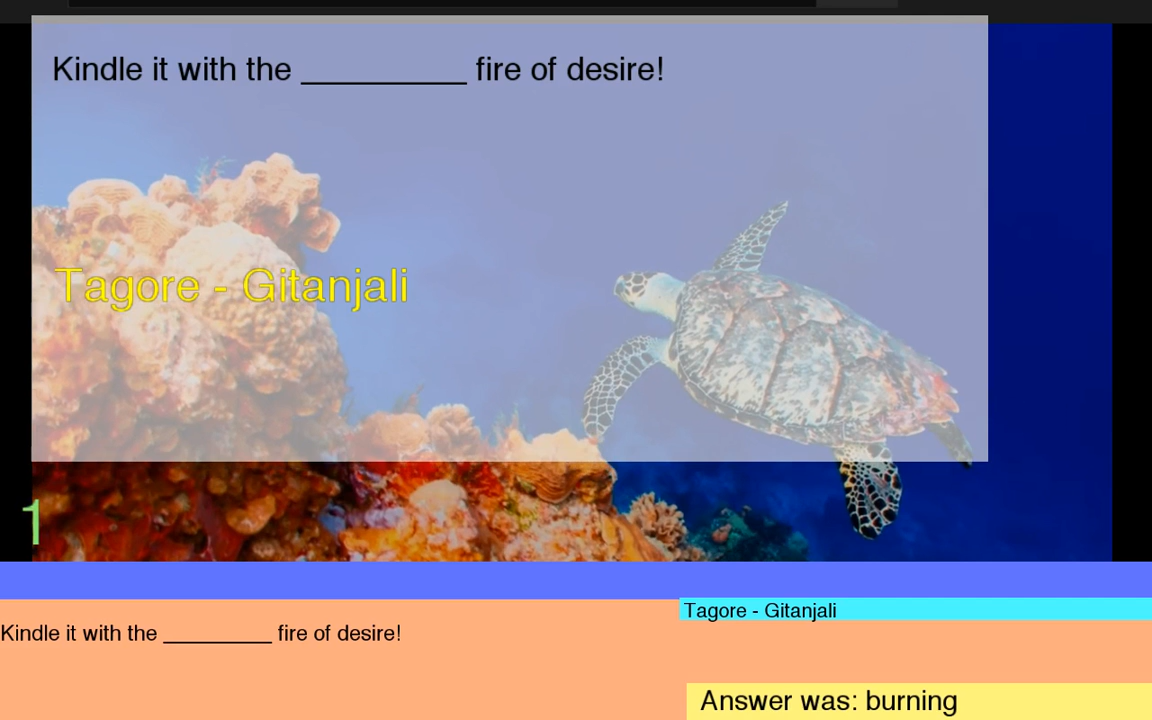 Kindle it with the __________ fire of desire!
Tagore - Gitanjali
1
Tagore - Gitanjali
Kindle it with the __________ fire of desire!
Answer was: burning